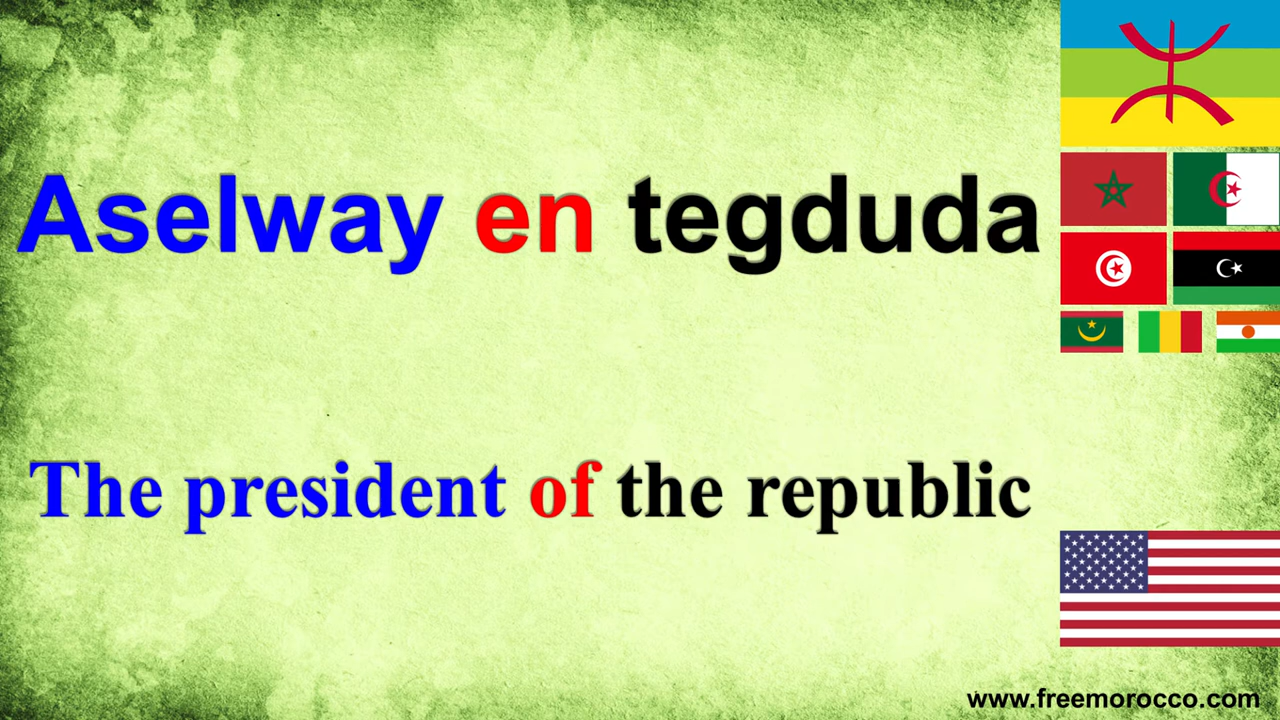 Aselway en tegduda
The president of the republic
www.freemorocco.com